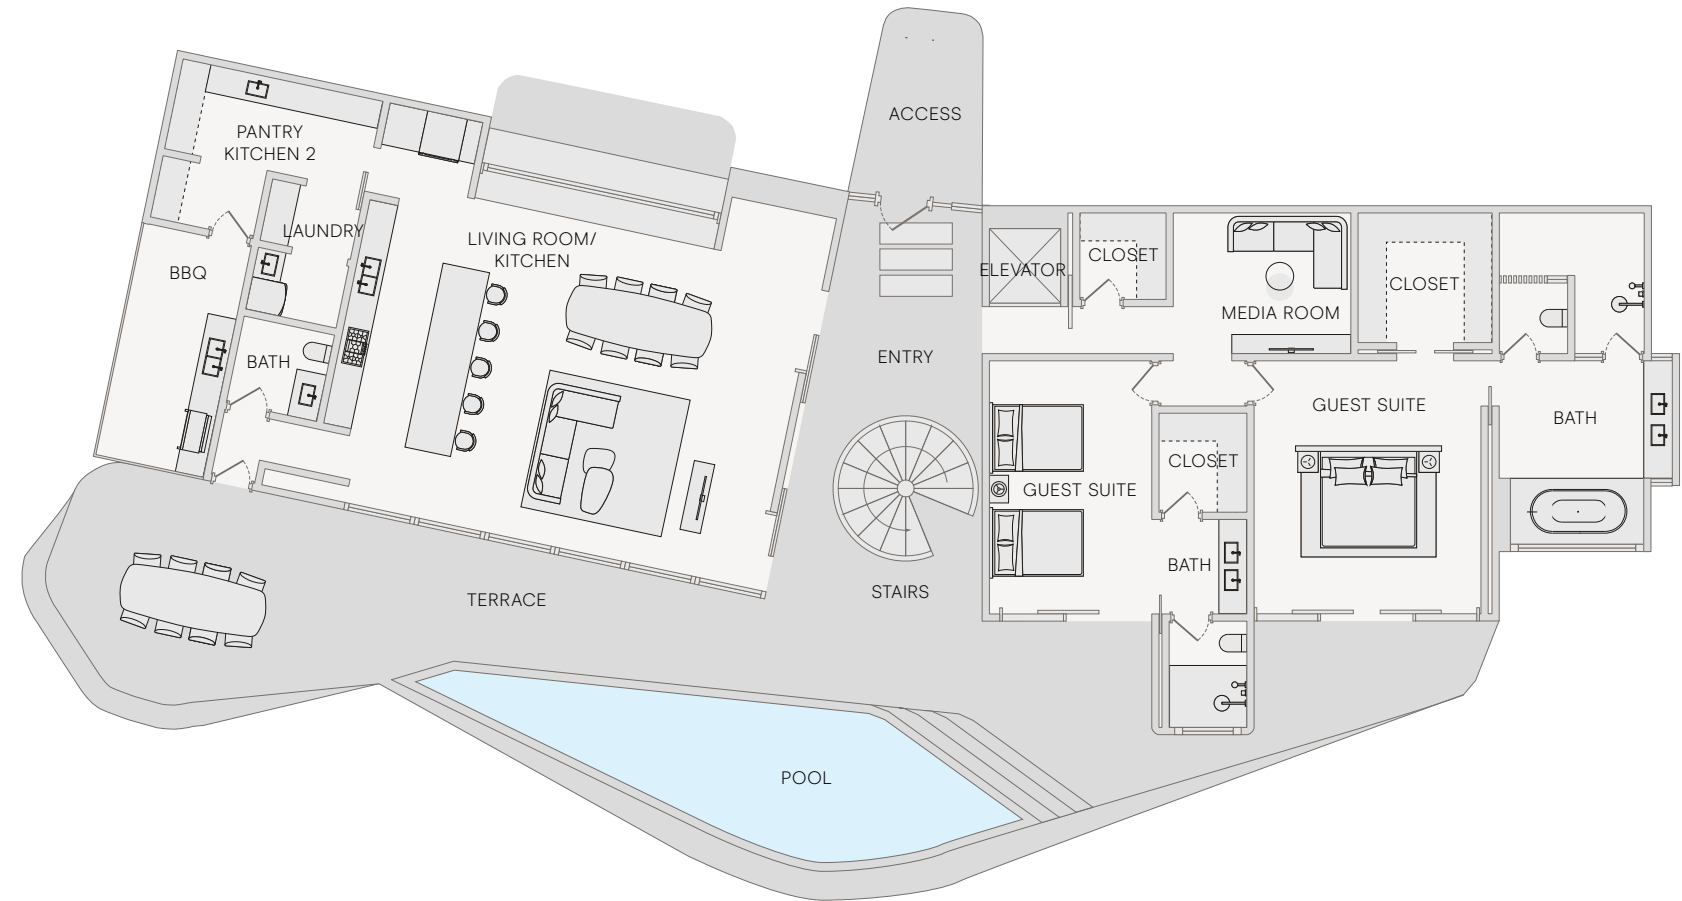 ACCESS
PANTRY
KITCHEN 2
LAUNDRY
LIVING ROOM/
KITCHEN
BBQ
BATH
ENTRY
ELEVATOR
CLOSET
MEDIA ROOM
CLOSET
GUEST SUITE
BATH
CLOSET
GUEST SUITE
BATH
STAIRS
TERRACE
POOL